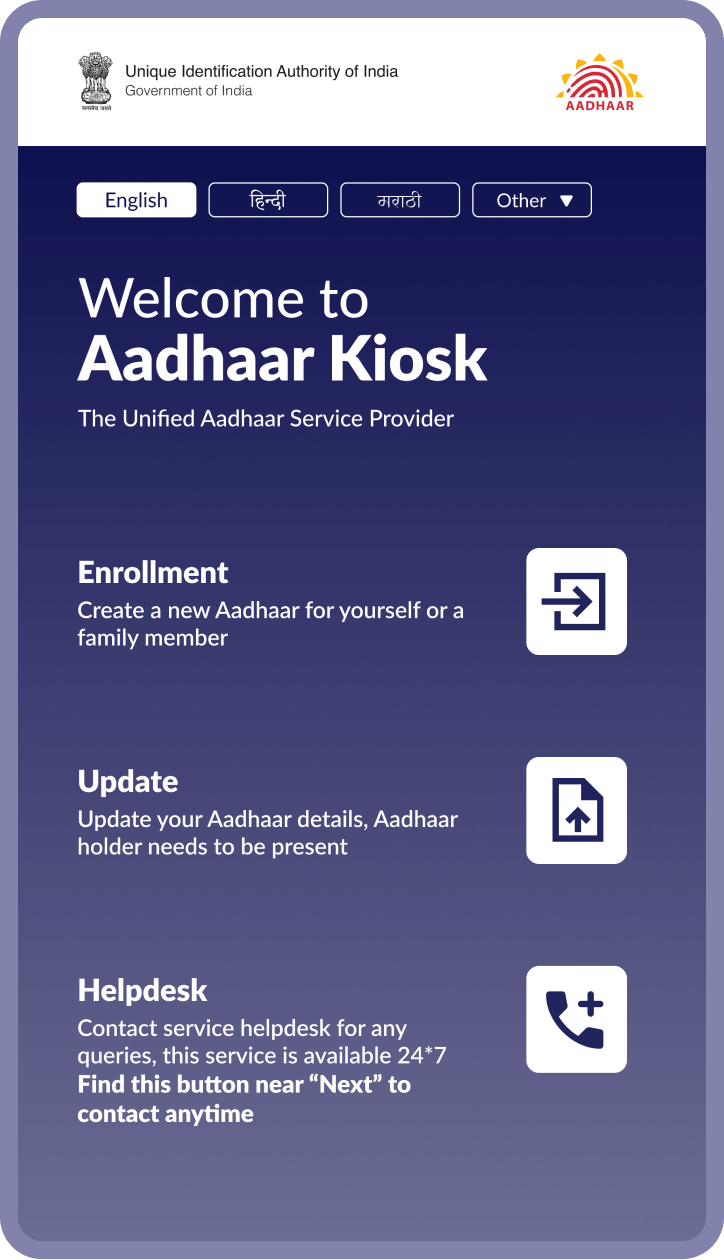 Unique Identification Authority of India
Government of India
सत्यमेव जयते
AADHAAR
English
हिन्दी
मराठी
Other
Welcome to
Aadhaar Kiosk
The Unified Aadhaar Service Provider
Enrollment
Create a new Aadhaar for yourself or a
family member
Update
Update your Aadhaar details, Aadhaar
holder needs to be present
Helpdesk
Contact service helpdesk for any
queries, this service is available 24*7
Find this button near “Next” to
contact anytime